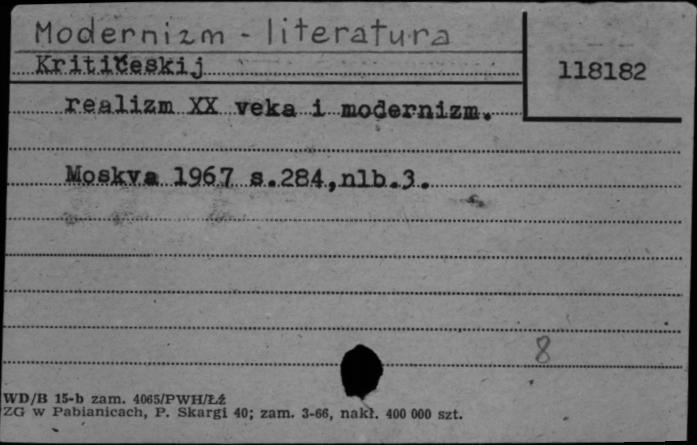 Modernizm - literatura
Kritičeskij
118182
realizm XX veka i modernizm.
Moskva 1967 s.284,nlb.3.
8
WD/B 15-b zam. 4065/PWH/Łź
ZG w Pabianicach, P. Skargi 40; zam. 3-66, nakł. 400 000 szt.